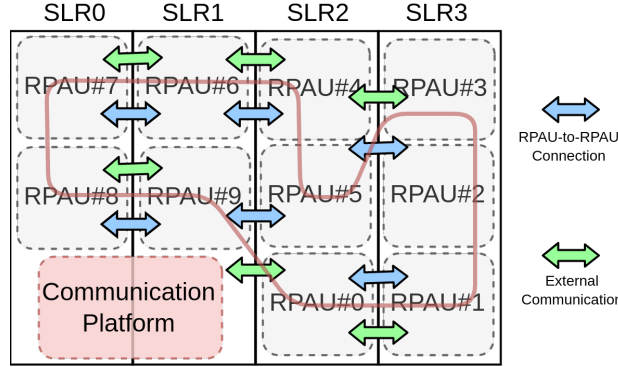 SLR0 SLR1 SLR2 SLR3
RPAU#7 RPAU#6 RPAU#4 RPAU#3
RPAU-to-RPAU
Connection
RPAU#8 RPAU#9 RPAU#5 RPAU#2
Communication
Platform
RPAU#0 RPAU#1
External
Communication